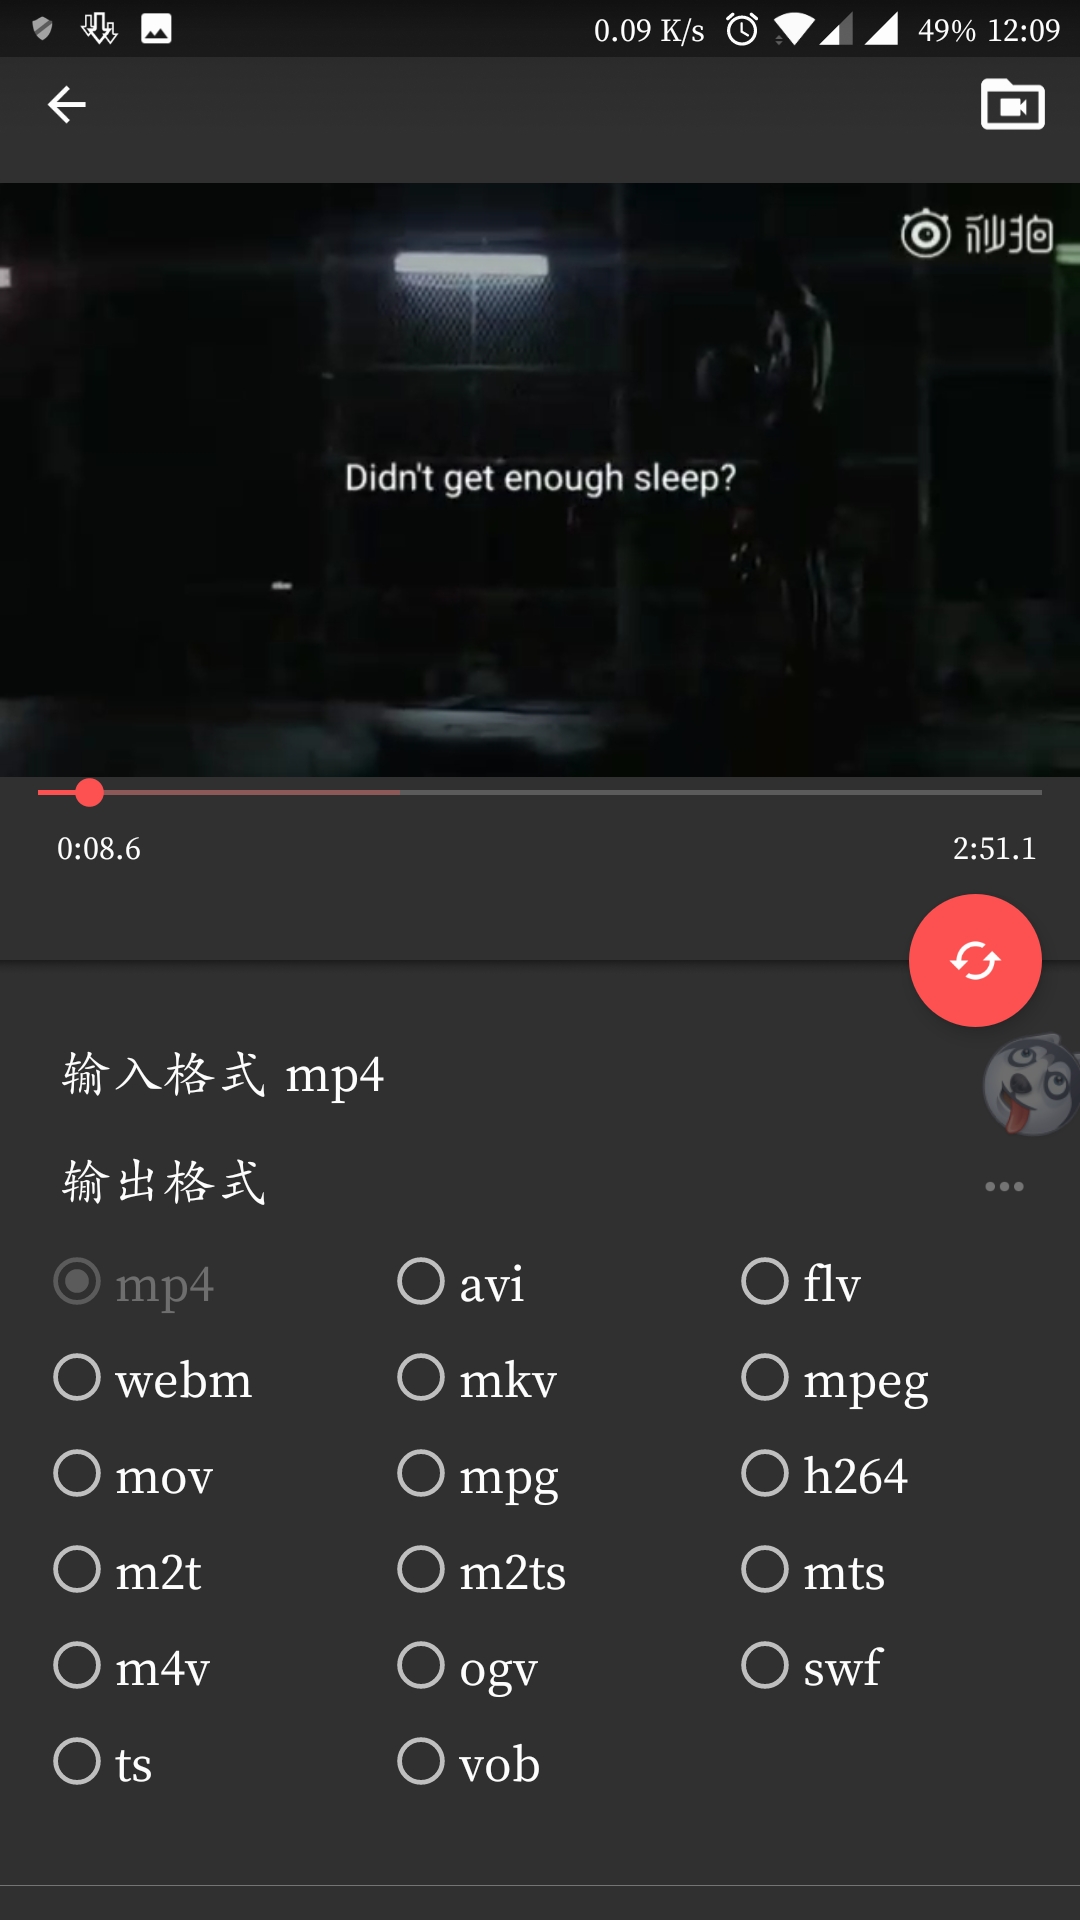 0.09 K/s 49% 12:09
秒拍
Didn't get enough sleep?
0:08.6 2:51.1
输入格式 mp4
输出格式
mp4 avi flv
webm mkv mpeg
mov mpg h264
m2t m2ts mts
m4v ogv swf
ts vob